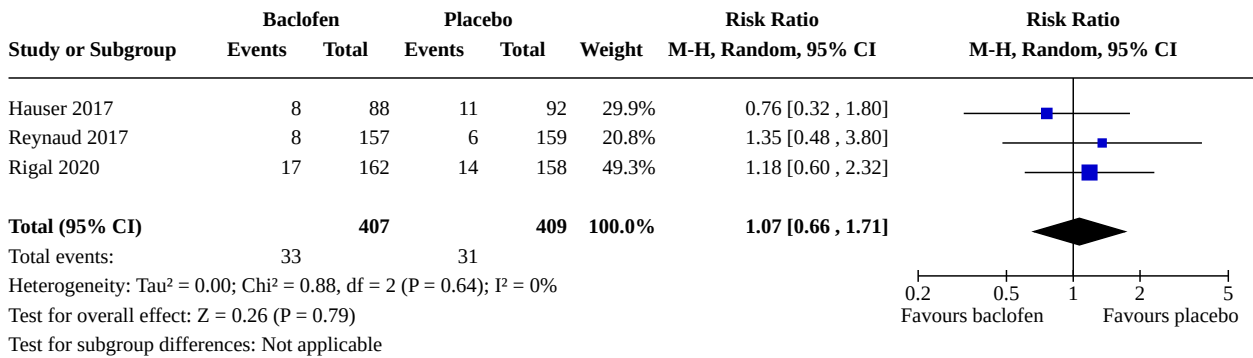 Baclofen Placebo Risk Ratio Risk Ratio
Study or Subgroup Events Total Events Total Weight M-H, Random, 95% CI M-H, Random, 95% CI
Hauser 2017 8 88 11 92 29.9% 0.76 [0.32 , 1.80]
Reynaud 2017 8 157 6 159 20.8% 1.35 [0.48 , 3.80]
Rigal 2020 17 162 14 158 49.3% 1.18 [0.60 , 2.32]
Total (95% CI) 407 409 100.0% 1.07 [0.66 , 1.71]
Total events: 33 31
Heterogeneity: Tau² = 0.00; Chi² = 0.88, df = 2 (P = 0.64); I² = 0%
0.2 0.5 1 2 5
Test for overall effect: Z = 0.26 (P = 0.79) Favours baclofen Favours placebo
Test for subgroup differences: Not applicable